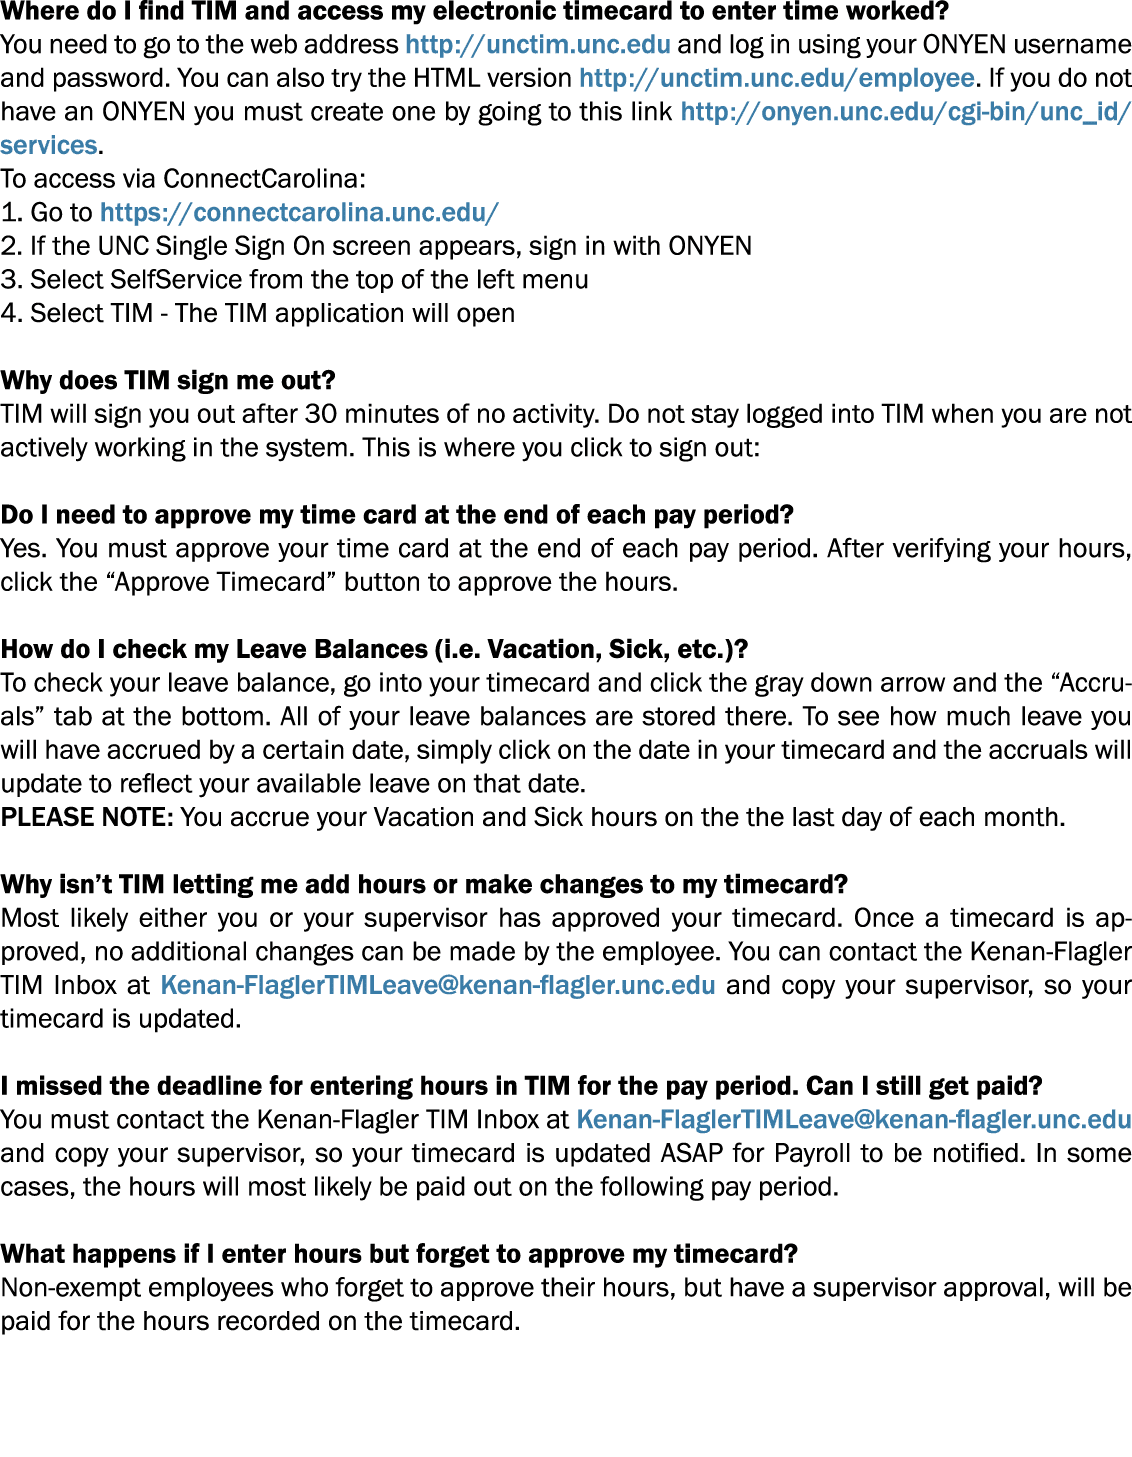 Where do I find TIM and access my electronic timecard to enter time worked?
You need to go to the web address http://unctim.unc.edu and log in using your ONYEN username
and password. You can also try the HTML version http://unctim.unc.edu/employee. If you do not
have an ONYEN you must create one by going to this link http://onyen.unc.edu/cgi-bin/unc_id/
services.
To access via ConnectCarolina:
1. Go to https://connectcarolina.unc.edu/
2. If the UNC Single Sign On screen appears, sign in with ONYEN
3. Select SelfService from the top of the left menu
4. Select TIM - The TIM application will open
Why does TIM sign me out?
TIM will sign you out after 30 minutes of no activity. Do not stay logged into TIM when you are not
actively working in the system. This is where you click to sign out:
Do I need to approve my time card at the end of each pay period?
Yes. You must approve your time card at the end of each pay period. After verifying your hours,
click the “Approve Timecard” button to approve the hours.
How do I check my Leave Balances (i.e. Vacation, Sick, etc.)?
To check your leave balance, go into your timecard and click the gray down arrow and the “Accru-
als” tab at the bottom. All of your leave balances are stored there. To see how much leave you
will have accrued by a certain date, simply click on the date in your timecard and the accruals will
update to reflect your available leave on that date.
PLEASE NOTE: You accrue your Vacation and Sick hours on the the last day of each month.
Why isn’t TIM letting me add hours or make changes to my timecard?
Most likely either you or your supervisor has approved your timecard. Once a timecard is ap-
proved, no additional changes can be made by the employee. You can contact the Kenan-Flagler
TIM Inbox at Kenan-FlaglerTIMLeave@kenan-flagler.unc.edu and copy your supervisor, so your
timecard is updated.
I missed the deadline for entering hours in TIM for the pay period. Can I still get paid?
You must contact the Kenan-Flagler TIM Inbox at Kenan-FlaglerTIMLeave@kenan-flagler.unc.edu
and copy your supervisor, so your timecard is updated ASAP for Payroll to be notified. In some
cases, the hours will most likely be paid out on the following pay period.
What happens if I enter hours but forget to approve my timecard?
Non-exempt employees who forget to approve their hours, but have a supervisor approval, will be
paid for the hours recorded on the timecard.